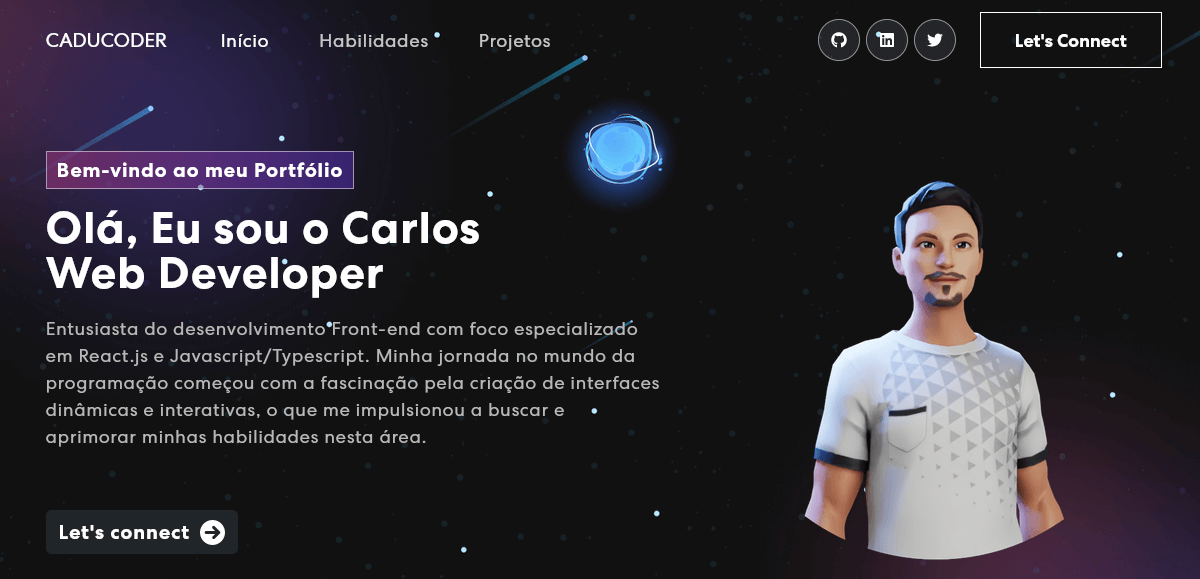 CADUCODER
Início
Habilidades
Projetos
Let's Connect
Bem-vindo ao meu Portfólio
Olá, Eu sou o Carlos
Web Developer
Entusiasta do desenvolvimento Front-end com foco especializado
em React.js e Javascript/Typescript. Minha jornada no mundo da
programação começou com a fascinação pela criação de interfaces
dinâmicas e interativas, o que me impulsionou a buscar e
aprimorar minhas habilidades nesta área.
Let's connect